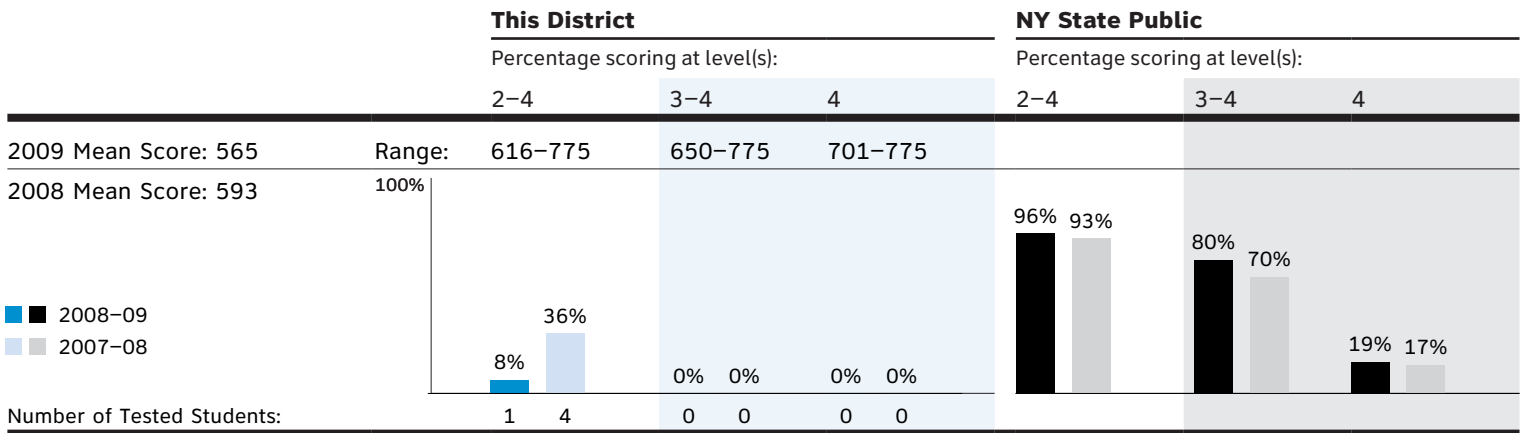 This District NY State Public
Percentage scoring at level(s): Percentage scoring at level(s):
2–4 3–4 4 2–4 3–4 4
2009 Mean Score: 565 Range: 616–775 650–775 701–775
2008 Mean Score: 593 100%
96% 93% 80% 70% 19% 17%
2008–09
2007–08
8% 36% 0% 0% 0% 0%
Number of Tested Students: 1 4 0 0 0 0